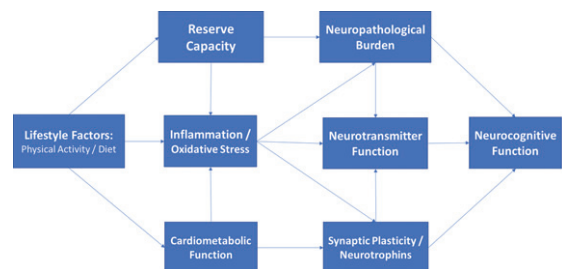 Reserve
Capacity
Neuropathological
Burden
Lifestyle Factors:
Physical Activity / Diet
Inflammation /
Oxidative Stress
Neurotransmitter
Function
Neurocognitive
Function
Cardiometabolic
Function
Synaptic Plasticity /
Neurotrophins